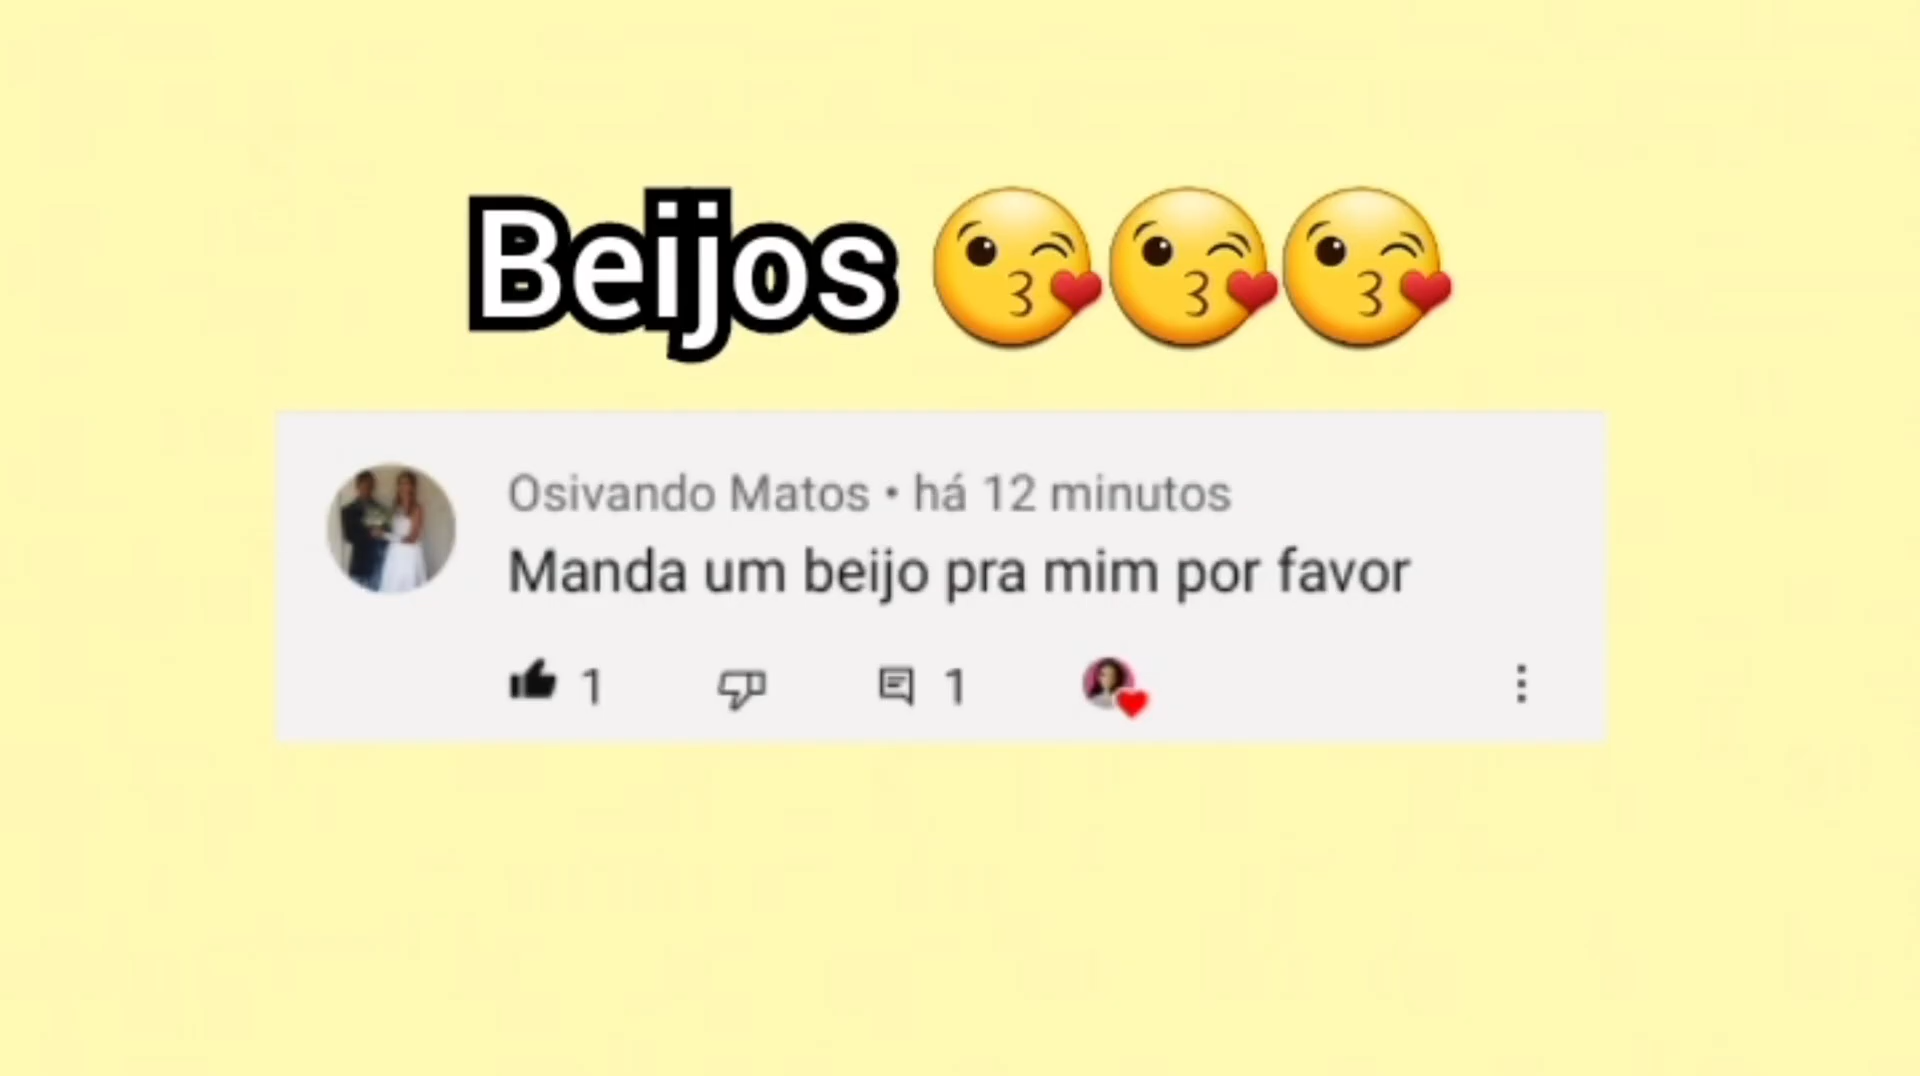 Beijos 😘😘😘
Osivando Matos • há 12 minutos
Manda um beijo pra mim por favor
1 1